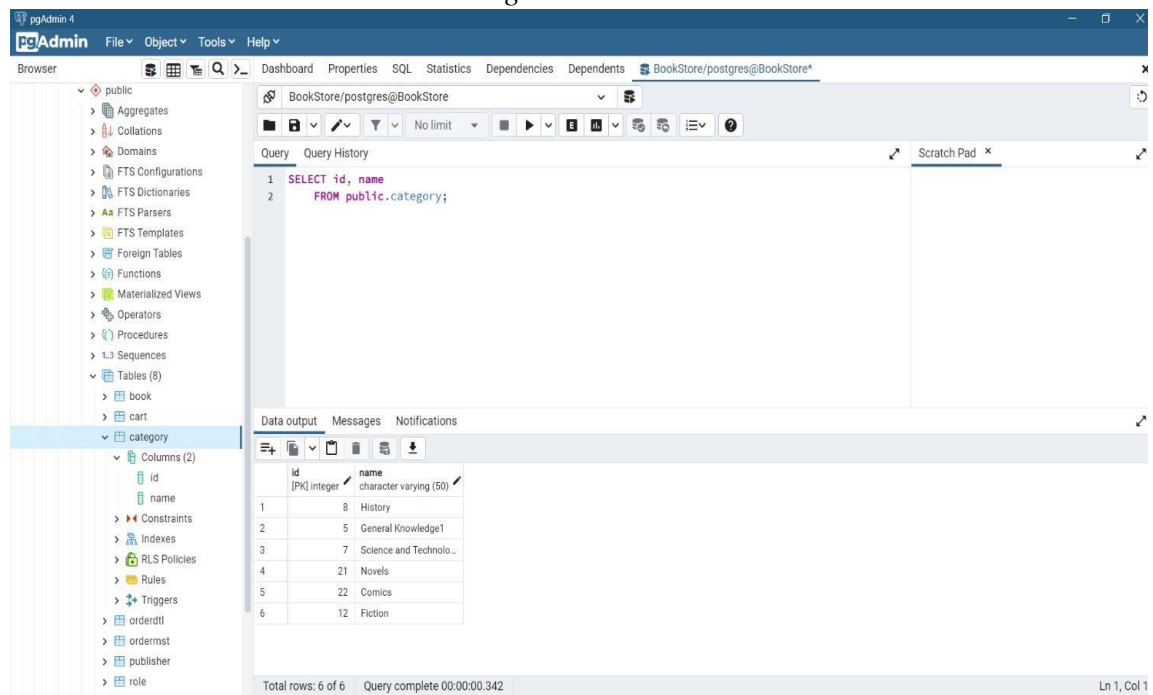 pgAdmin 4
pgAdmin File Object Tools Help
Browser
Dashboard Properties SQL Statistics Dependencies Dependents BookStore/postgres@BookStore*
public
Aggregates
Collations
Domains
FTS Configurations
FTS Dictionaries
Aa FTS Parsers
FTS Templates
Foreign Tables
Functions
Materialized Views
Operators
Procedures
1..3 Sequences
Tables (8)
book
cart
category
Columns (2)
id
name
Constraints
Indexes
RLS Policies
Rules
Triggers
orderdtl
ordermst
publisher
role
BookStore/postgres@BookStore
No limit
E
Query Query History
Scratch Pad
1 SELECT id, name
2 FROM public.category;
Data output Messages Notifications
id name
[PK] integer character varying (50)
1 8 History
2 5 General Knowledge1
3 7 Science and Technolo...
4 21 Novels
5 22 Comics
6 12 Fiction
Total rows: 6 of 6 Query complete 00:00:00.342 Ln 1, Col 1